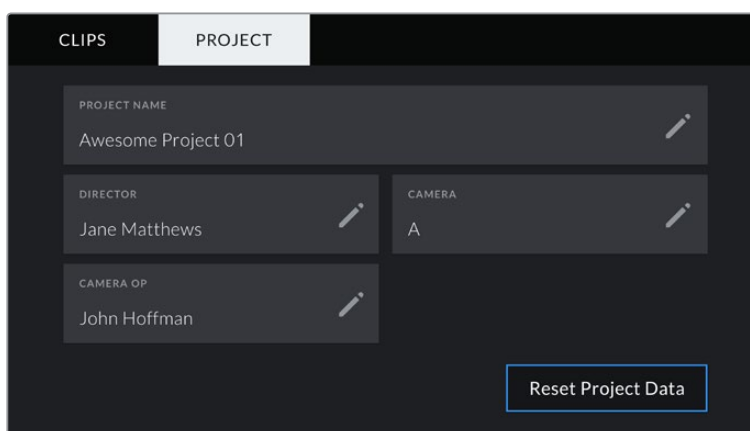 CLIPS PROJECT
PROJECT NAME
Awesome Project 01
DIRECTOR
Jane Matthews
CAMERA
A
CAMERA OP
John Hoffman
Reset Project Data